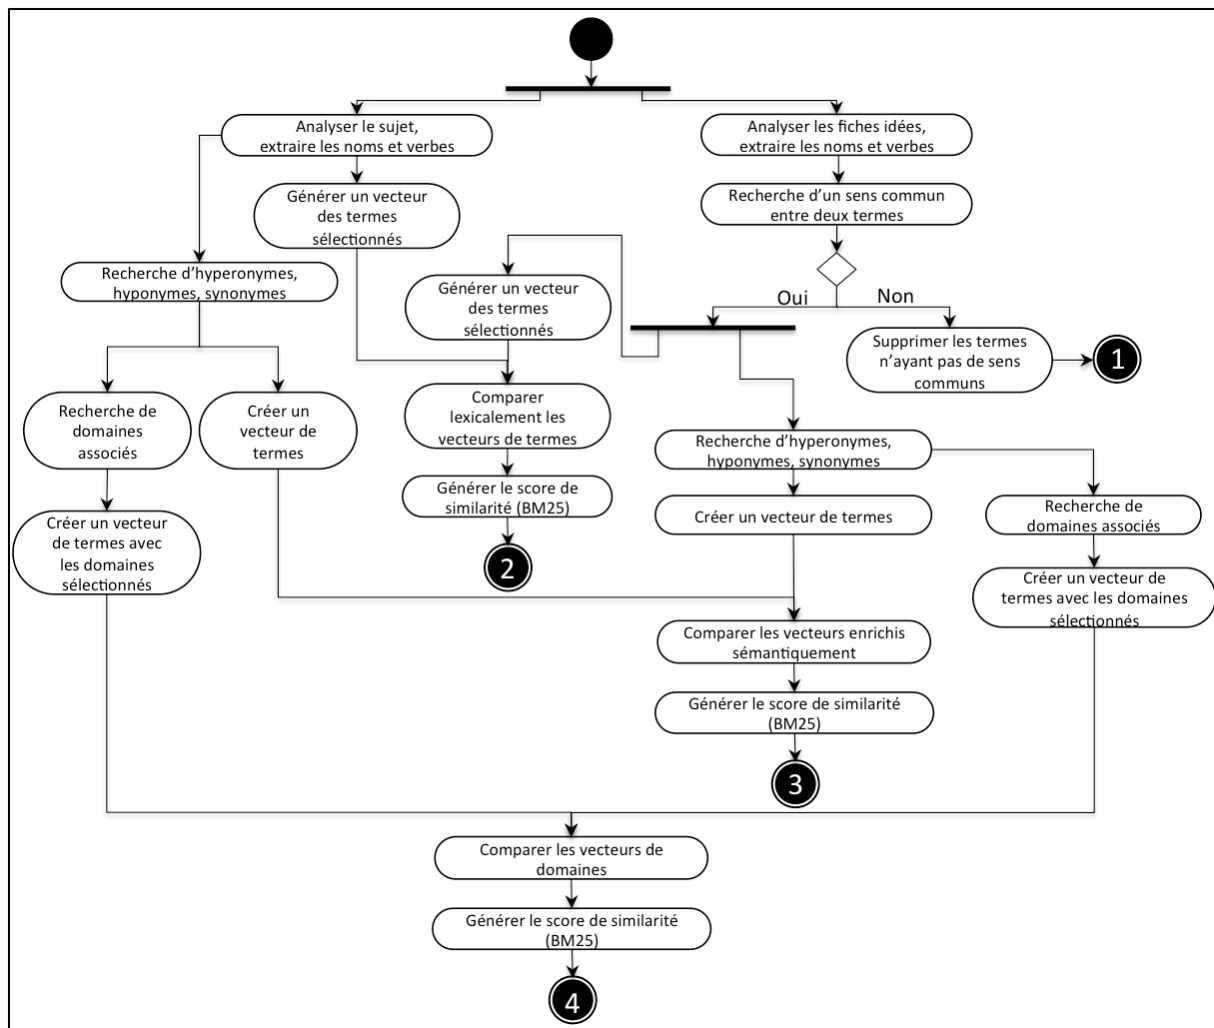 Analyser le sujet,
extraire les noms et verbes
Analyser les fiches idées,
extraire les noms et verbes
Générer un vecteur
des termes
sélectionnés
Recherche d’un sens commun
entre deux termes
Recherche d’hyperonymes,
hyponymes, synonymes
Générer un vecteur
des termes
sélectionnés
Oui
Non
Supprimer les termes
n’ayant pas de sens
communs
1
Recherche de
domaines
associés
Créer un
vecteur de
termes
Comparer
lexicalement les
vecteurs de termes
Recherche d’hyperonymes,
hyponymes, synonymes
Générer le score de
similarité (BM25)
Créer un vecteur de termes
Recherche de
domaines associés
Créer un vecteur
de termes avec
les domaines
sélectionnés
2
Créer un vecteur de
termes avec les domaines
sélectionnés
Comparer les vecteurs enrichis
sémantiquement
Générer le score de similarité
(BM25)
3
Comparer les vecteurs de
domaines
Générer le score de similarité
(BM25)
4